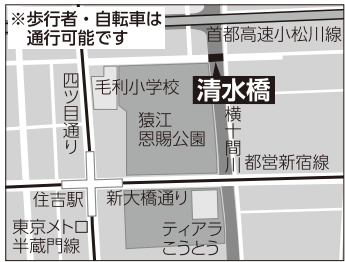 ※歩行者・自転車は
通行可能です
首都高速小松川線
四ツ目通り
毛利小学校
清水橋
猿江
恩賜公園
横十間川
都営新宿線
住吉駅
新大橋通り
東京メトロ
半蔵門線
ティアラ
こうとう